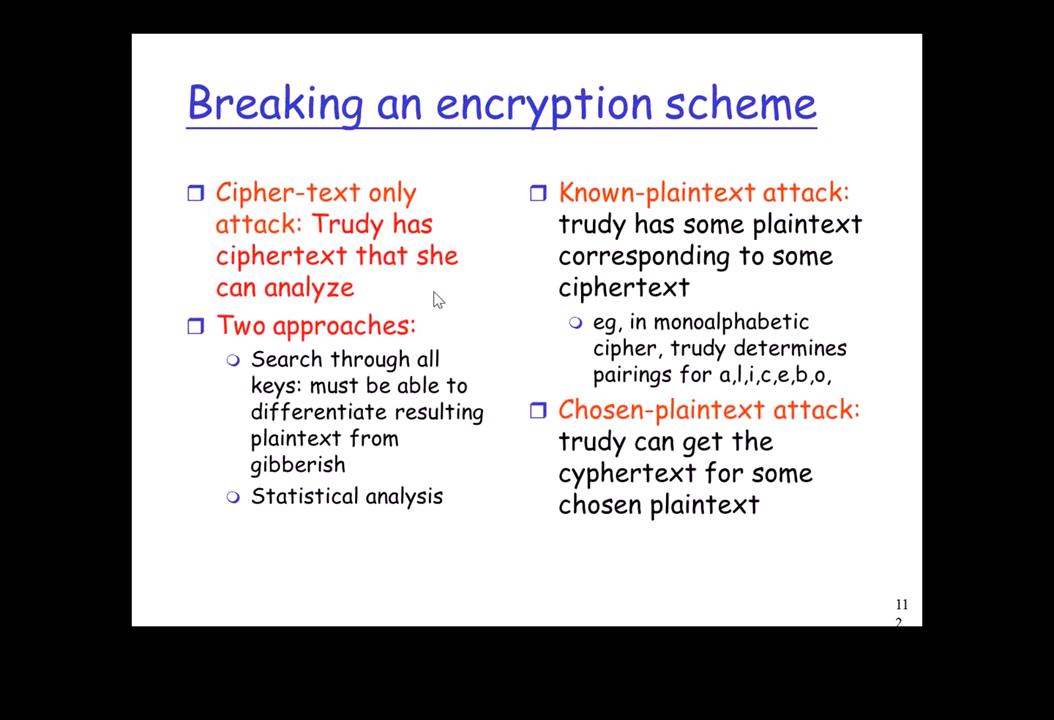 Breaking an encryption scheme
Cipher-text only
attack: Trudy has
ciphertext that she
can analyze
Two approaches:
Search through all
keys: must be able to
differentiate resulting
plaintext from
gibberish
Statistical analysis
Known-plaintext attack:
trudy has some plaintext
corresponding to some
ciphertext
eg, in monoalphabetic
cipher, trudy determines
pairings for a,l,i,c,e,b,o,
Chosen-plaintext attack:
trudy can get the
cyphertext for some
chosen plaintext
11
2